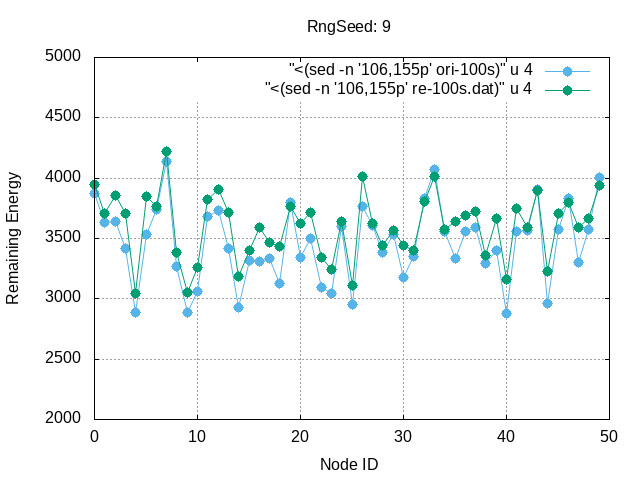 RngSeed: 9
"<(sed -n '106,155p' ori-100s)" u 4
"<(sed -n '106,155p' re-100s.dat)" u 4
Remaining Energy
5000
4500
4000
3500
3000
2500
2000
0 10 20 30 40 50
Node ID